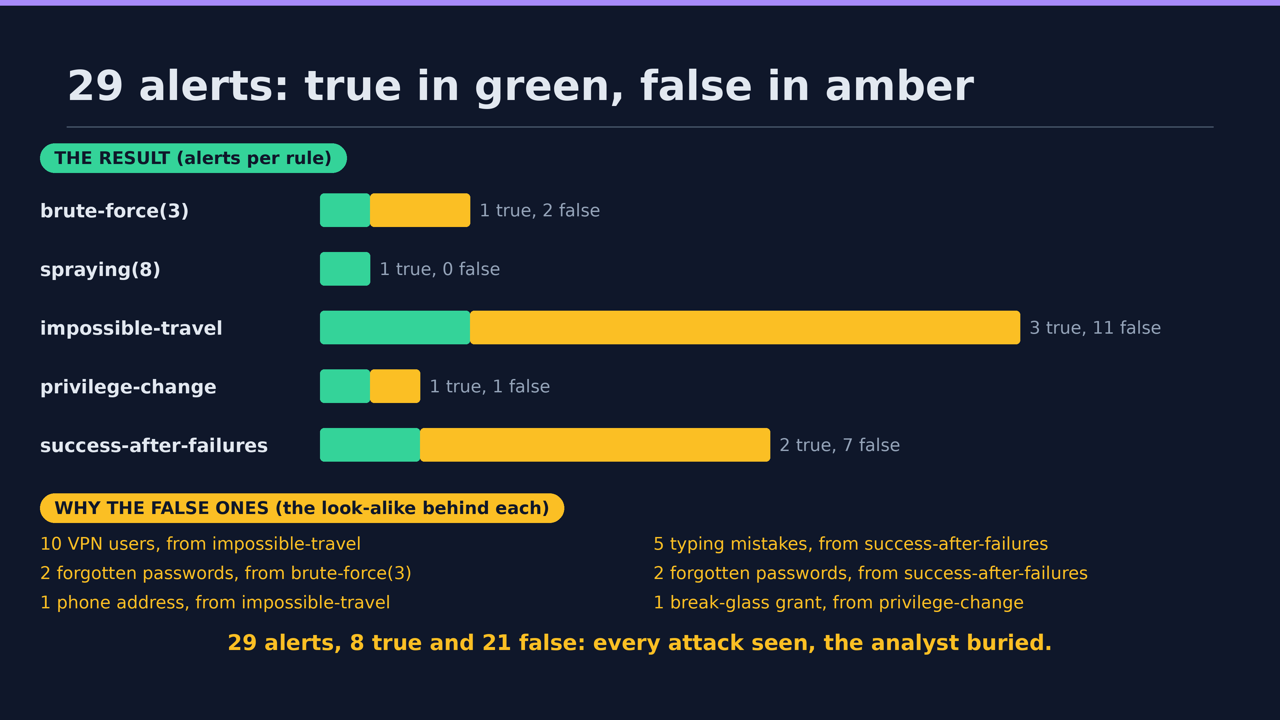 29 alerts: true in green, false in amber
THE RESULT (alerts per rule)
brute-force(3) 1 true, 2 false
spraying(8) 1 true, 0 false
impossible-travel 3 true, 11 false
privilege-change 1 true, 1 false
success-after-failures 2 true, 7 false
WHY THE FALSE ONES (the look-alike behind each)
10 VPN users, from impossible-travel
2 forgotten passwords, from brute-force(3)
1 phone address, from impossible-travel
5 typing mistakes, from success-after-failures
2 forgotten passwords, from success-after-failures
1 break-glass grant, from privilege-change
29 alerts, 8 true and 21 false: every attack seen, the analyst buried.